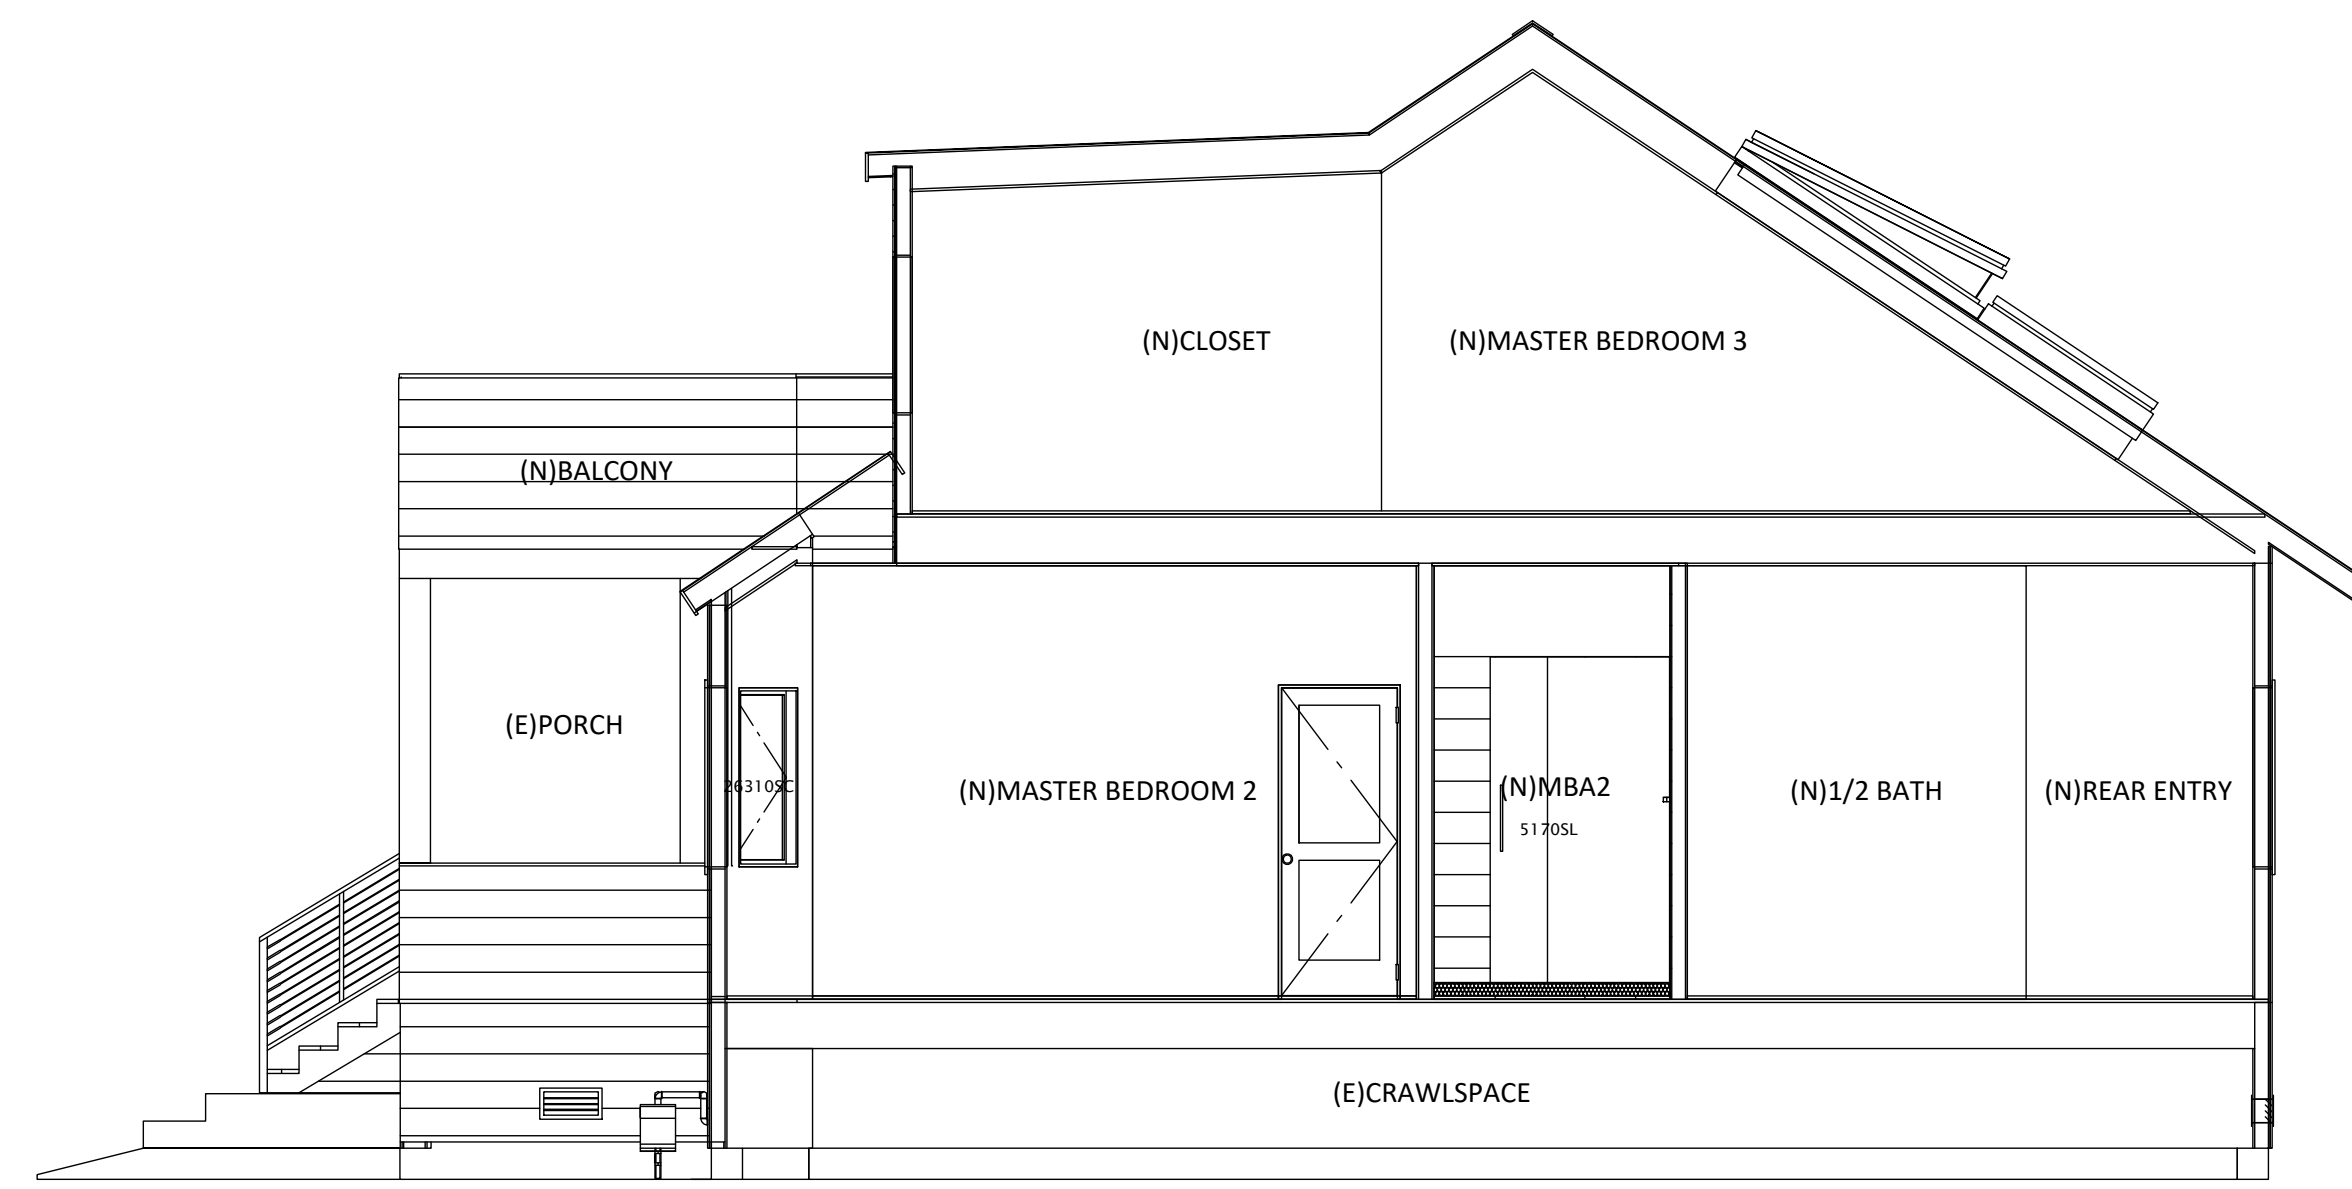 (N)CLOSET
(N)MASTER BEDROOM 3
(N)BALCONY
(E)PORCH
26310SC
(N)MASTER BEDROOM 2
(N)MBA2
5170SL
(N)1/2 BATH
(N)REAR ENTRY
(E)CRAWLSPACE